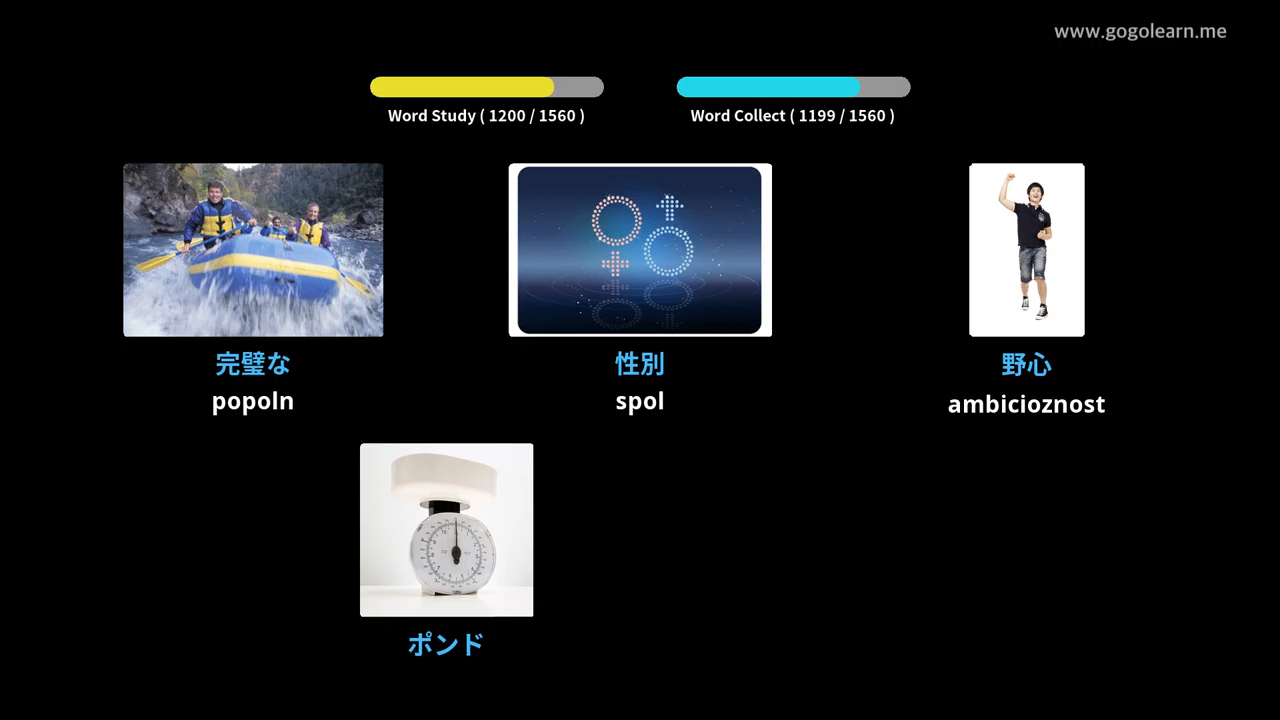 www.gogolearn.me
Word Study ( 1200 / 1560 )
Word Collect ( 1199 / 1560 )
完璧な
popoln
性別
spol
野心
ambicioznost
ポンド